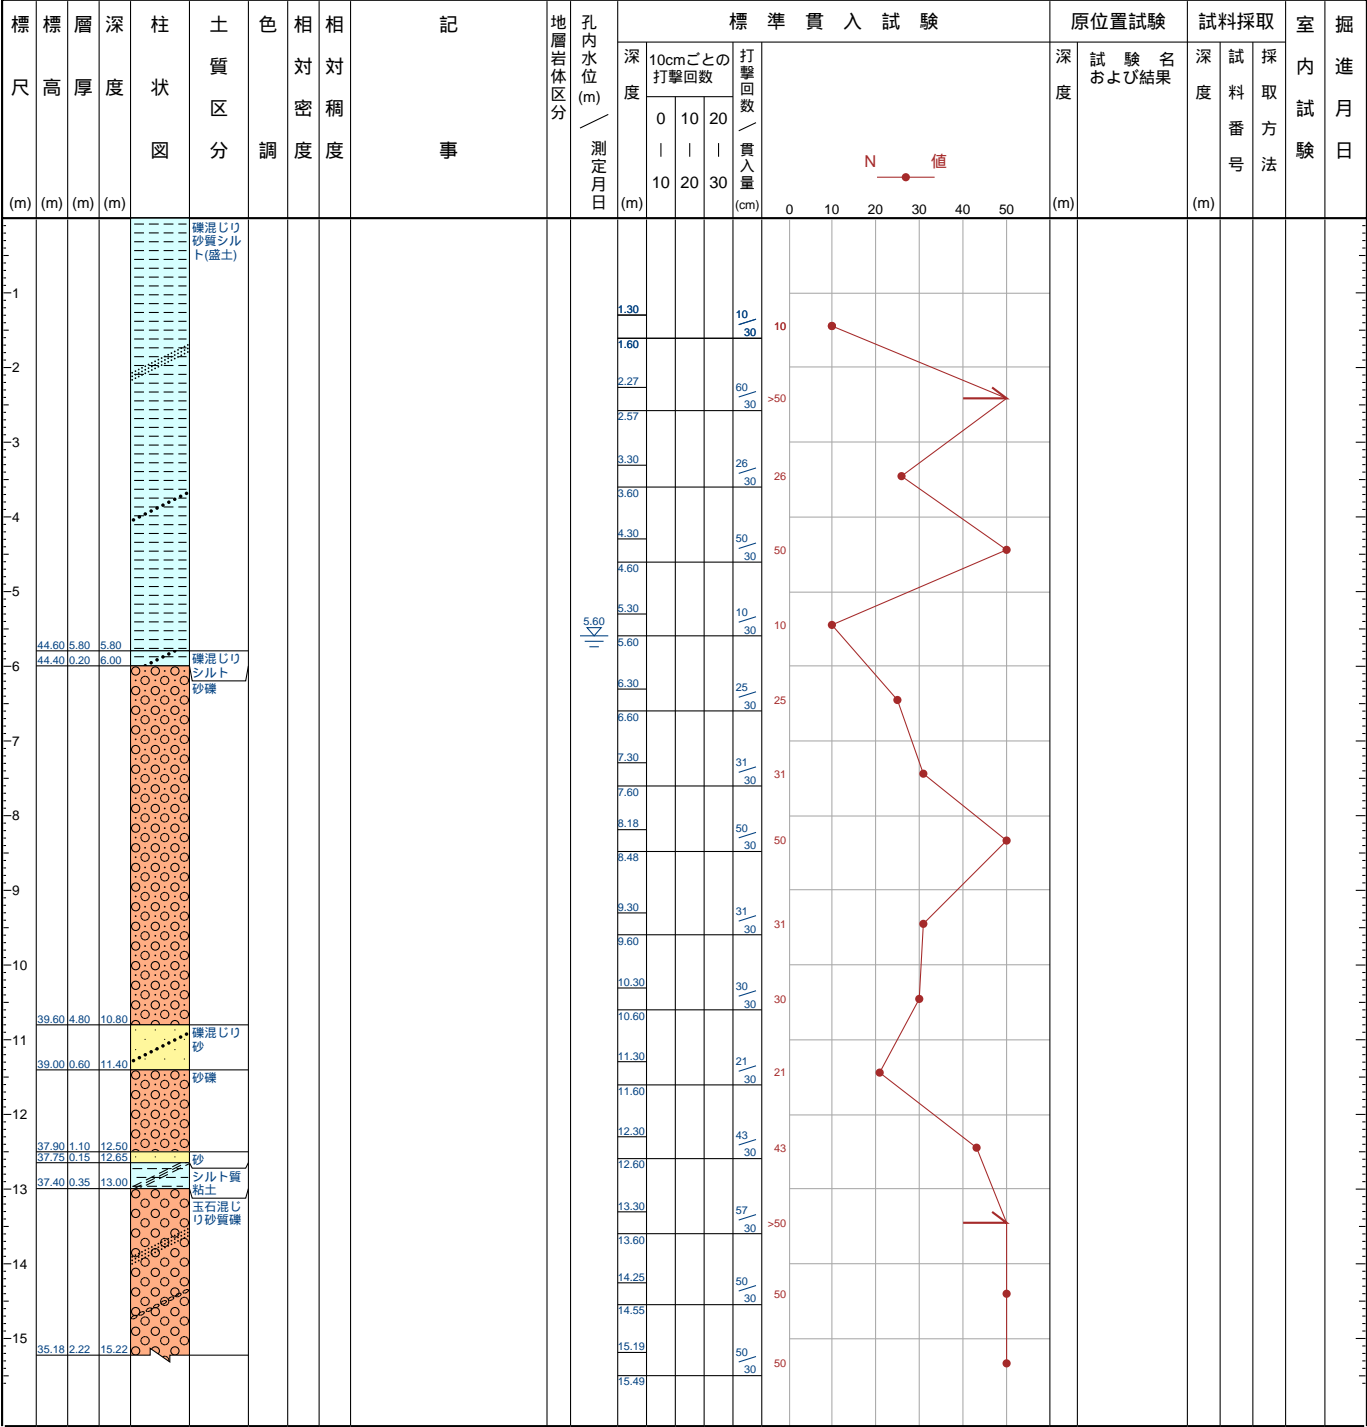 標尺(m)
標高(m)
層厚(m)
深度(m)
柱状図
土質区分
色調
相対密度
相対稠度
記事
地層岩体区分
孔内水位(m)／測定月日
標準貫入試験
深度(m)
10cmごとの
打撃回数
0 10 20
| | |
10 20 30
打撃回数／貫入量(cm)
N 値
0 10 20 30 40 50
原位置試験
深度(m)
試験名
および結果
試料採取
深度(m)
試料番号
採取方法
室内試験
掘進月日
礫混じり
砂質シル
ト(盛土)
1
1.30 10/30 10
1.60
2
2.27 60/30 >50
2.57
3
3.30 26/30 26
3.60
4
4.30 50/30 50
4.60
5
5.60
5.30 10/30 10
5.60
44.60 5.80 5.80
44.40 0.20 6.00
礫混じり
シルト
6
砂礫
6.30 25/30 25
6.60
7
7.30 31/30 31
7.60
8
8.18 50/30 50
8.48
9
9.30 31/30 31
9.60
10
10.30 30/30 30
10.60
39.60 4.80 10.80
礫混じり
砂
11
39.00 0.60 11.40
11.30 21/30 21
11.60
砂礫
12
12.30 43/30 43
12.60
37.90 1.10 12.50
37.75 0.15 12.65
砂
シルト質
粘土
37.40 0.35 13.00
13
玉石混じ
り砂質礫
13.30 57/30 >50
13.60
14
14.25 50/30 50
14.55
15
35.18 2.22 15.22
15.19 50/30 50
15.49